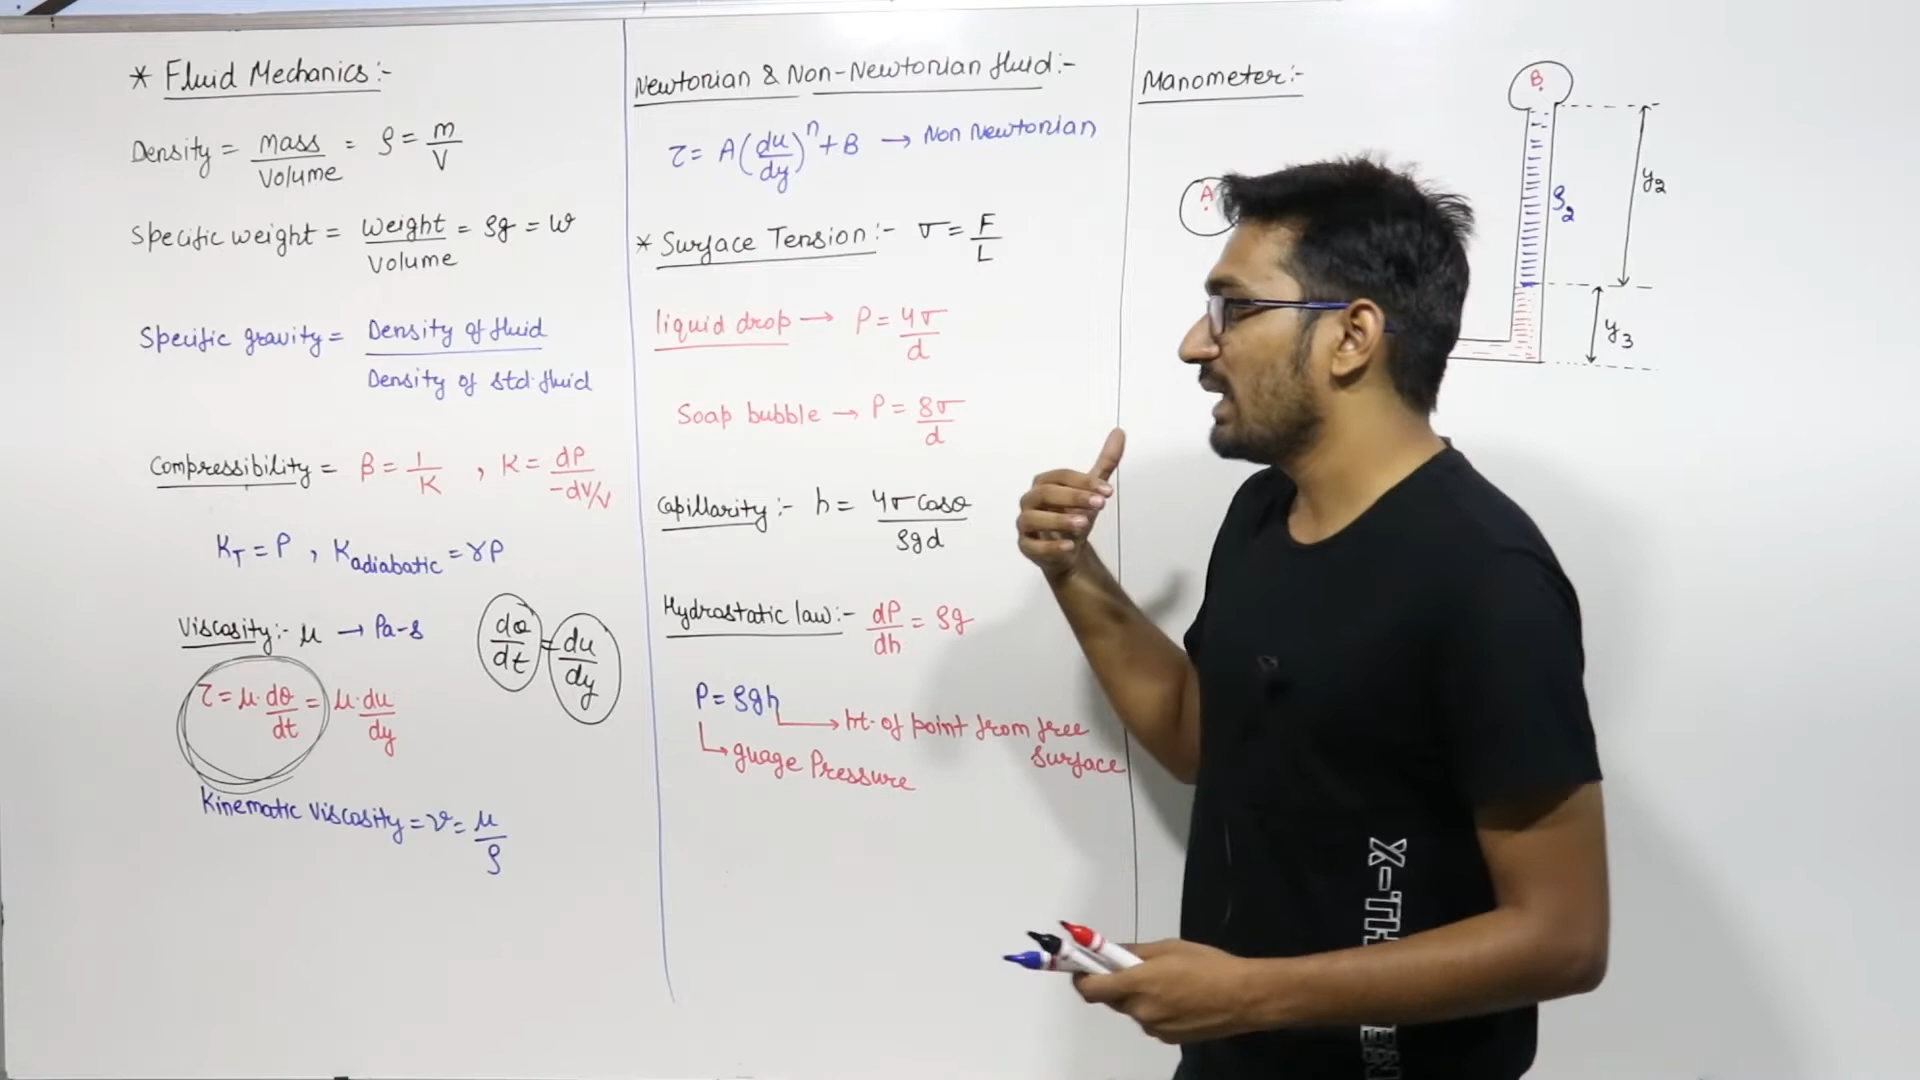 * Fluid Mechanics:-
Density = Mass/Volume = ρ = m/V
Specific weight = Weight/Volume = ρg = w
Specific gravity = Density of fluid/Density of std. fluid
Compressibility = β = 1/K , K = dP/-dV/V
K_T = P , K_adiabatic = γP
Viscosity:- μ → Pa-s
dθ/dt = du/dy
τ = μ·dθ/dt = μ·du/dy
Kinematic Viscosity = ν = μ/ρ
Newtonian & Non-Newtonian fluid:-
τ = A(du/dy)^n + B → Non Newtonian
* Surface Tension:- σ = F/L
liquid drop → P = 4σ/d
Soap bubble → P = 8σ/d
Capillarity:- h = 4σ cosθ/ρgd
Hydrostatic law:- dP/dh = ρg
P = ρgh
→ ht. of point from free surface
→ guage Pressure
Manometer:-
B
A
ρ2
y2
y3